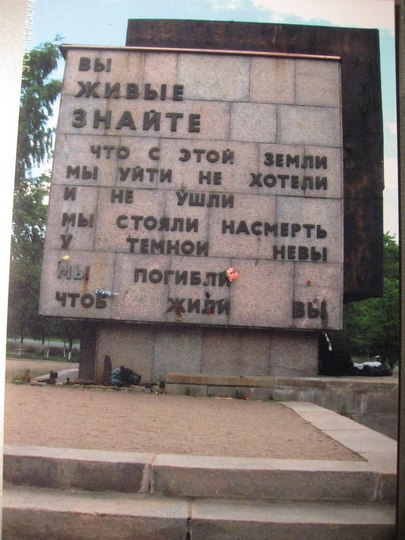 ВЫ
ЖИВЫЕ
ЗНАЙТЕ
ЧТО С ЭТОЙ ЗЕМЛИ
МЫ УЙТИ НЕ ХОТЕЛИ
И НЕ УШЛИ
МЫ СТОЯЛИ НАСМЕРТЬ
У ТЕМНОЙ НЕВЫ
МЫ ПОГИБЛИ
ЧТОБ ЖИЛИ ВЫ